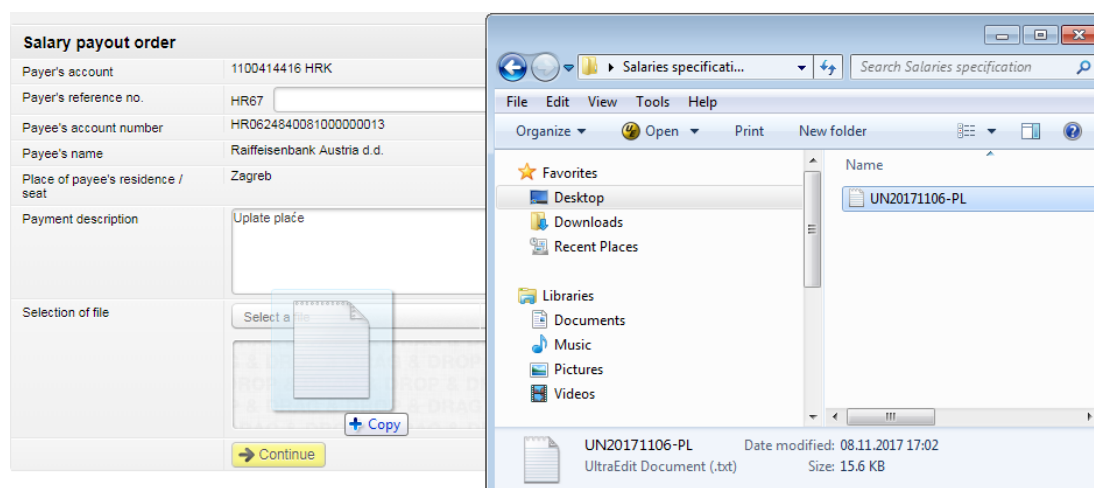 Salary payout order
Payer's account
1100414416 HRK
Payer's reference no.
HR67
Payee's account number
HR0624840081000000013
Payee's name
Raiffeisenbank Austria d.d.
Place of payee's residence /
seat
Zagreb
Payment description
Uplate plaće
Selection of file
Select a file
& DROP
DROP & D
& DRAG
Copy
Continue
Salaries specificati...
Search Salaries specification
File Edit View Tools Help
Organize Open Print New folder
Favorites
Desktop
Downloads
Recent Places
Libraries
Documents
Music
Pictures
Videos
Name
UN20171106-PL
UN20171106-PL
Date modified: 08.11.2017 17:02
UltraEdit Document (.txt)
Size: 15.6 KB